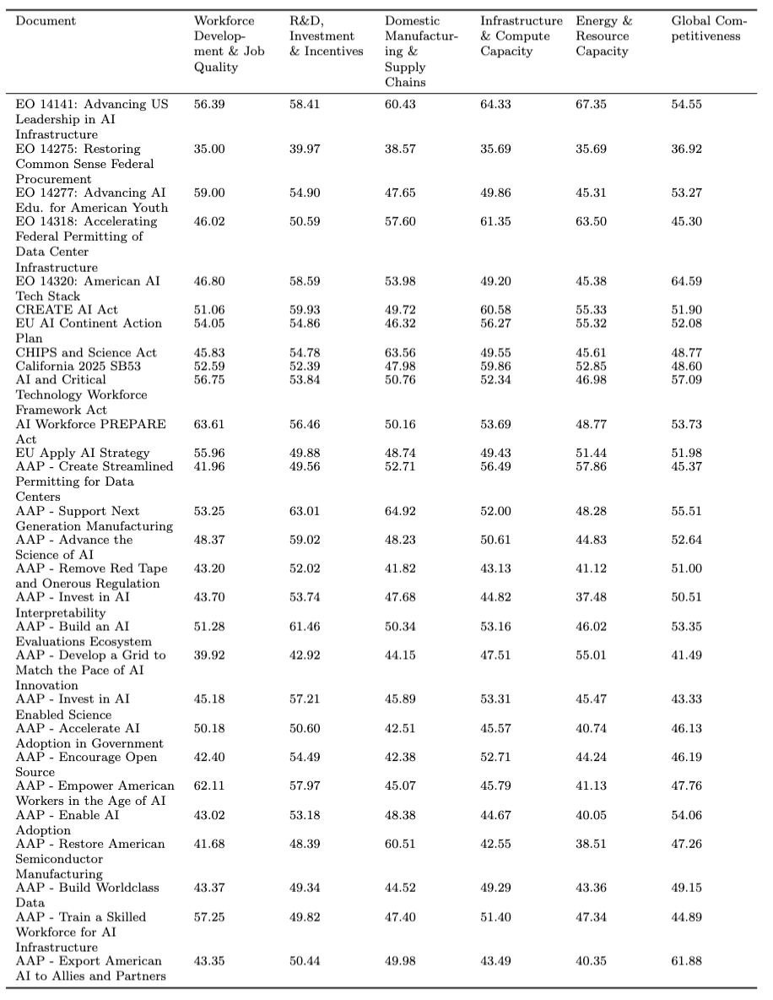 Document Workforce R&D, Domestic Infrastructure Energy & Global Com-
Develop- Investment Manufactur- & Compute Resource petitiveness
ment & Job & Incentives ing & Capacity Capacity
Quality Supply
Chains
EO 14141: Advancing US 56.39 58.41 60.43 64.33 67.35 54.55
Leadership in AI
Infrastructure
EO 14275: Restoring 35.00 39.97 38.57 35.69 35.69 36.92
Common Sense Federal
Procurement
EO 14277: Advancing AI 59.00 54.90 47.65 49.86 45.31 53.27
Edu. for American Youth
EO 14318: Accelerating 46.02 50.59 57.60 61.35 63.50 45.30
Federal Permitting of
Data Center
Infrastructure
EO 14320: American AI 46.80 58.59 53.98 49.20 45.38 64.59
Tech Stack
CREATE AI Act 51.06 59.93 49.72 60.58 55.33 51.90
EU AI Continent Action 54.05 54.86 46.32 56.27 55.32 52.08
Plan
CHIPS and Science Act 45.83 54.78 63.56 49.55 45.61 48.77
California 2025 SB53 52.59 52.39 47.98 59.86 52.85 48.60
AI and Critical 56.75 53.84 50.76 52.34 46.98 57.09
Technology Workforce
Framework Act
AI Workforce PREPARE 63.61 56.46 50.16 53.69 48.77 53.73
Act
EU Apply AI Strategy 55.96 49.88 48.74 49.43 51.44 51.98
AAP - Create Streamlined 41.96 49.56 52.71 56.49 57.86 45.37
Permitting for Data
Centers
AAP - Support Next 53.25 63.01 64.92 52.00 48.28 55.51
Generation Manufacturing
AAP - Advance the 48.37 59.02 48.23 50.61 44.83 52.64
Science of AI
AAP - Remove Red Tape 43.20 52.02 41.82 43.13 41.12 51.00
and Onerous Regulation
AAP - Invest in AI 43.70 53.74 47.68 44.82 37.48 50.51
Interpretability
AAP - Build an AI 51.28 61.46 50.34 53.16 46.02 53.35
Evaluations Ecosystem
AAP - Develop a Grid to 39.92 42.92 44.15 47.51 55.01 41.49
Match the Pace of AI
Innovation
AAP - Invest in AI 45.18 57.21 45.89 53.31 45.47 43.33
Enabled Science
AAP - Accelerate AI 50.18 50.60 42.51 45.57 40.74 46.13
Adoption in Government
AAP - Encourage Open 42.40 54.49 42.38 52.71 44.24 46.19
Source
AAP - Empower American 62.11 57.97 45.07 45.79 41.13 47.76
Workers in the Age of AI
AAP - Enable AI 43.02 53.18 48.38 44.67 40.05 54.06
Adoption
AAP - Restore American 41.68 48.39 60.51 42.55 38.51 47.26
Semiconductor
Manufacturing
AAP - Build Worldclass 43.37 49.34 44.52 49.29 43.36 49.15
Data
AAP - Train a Skilled 57.25 49.82 47.40 51.40 47.34 44.89
Workforce for AI
Infrastructure
AAP - Export American 43.35 50.44 49.98 43.49 40.35 61.88
AI to Allies and Partners